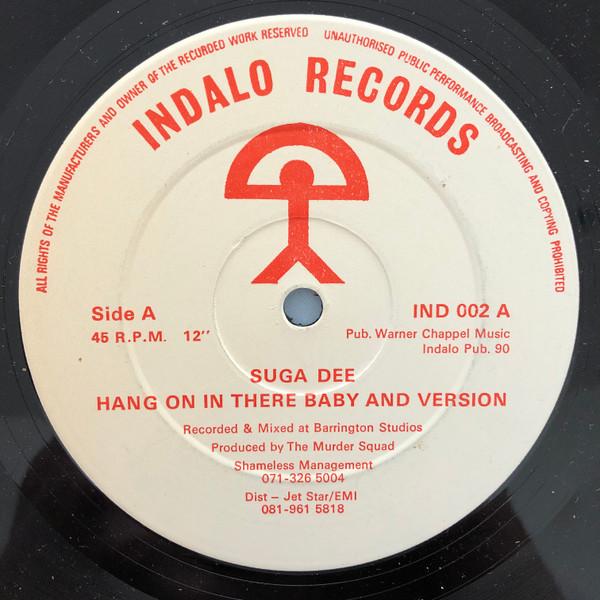 ALL RIGHTS OF THE MANUFACTURERS AND OWNER OF THE RECORDED WORK RESERVED UNAUTHORISED PUBLIC PERFORMANCE BROADCASTING AND COPYING PROHIBITED
INDALO RECORDS
Side A
45 R.P.M. 12"
IND 002 A
Pub. Warner Chappel Music
Indalo Pub. 90
SUGA DEE
HANG ON IN THERE BABY AND VERSION
Recorded & Mixed at Barrington Studios
Produced by The Murder Squad
Shameless Management
071-326 5004
Dist – Jet Star/EMI
081-961 5818